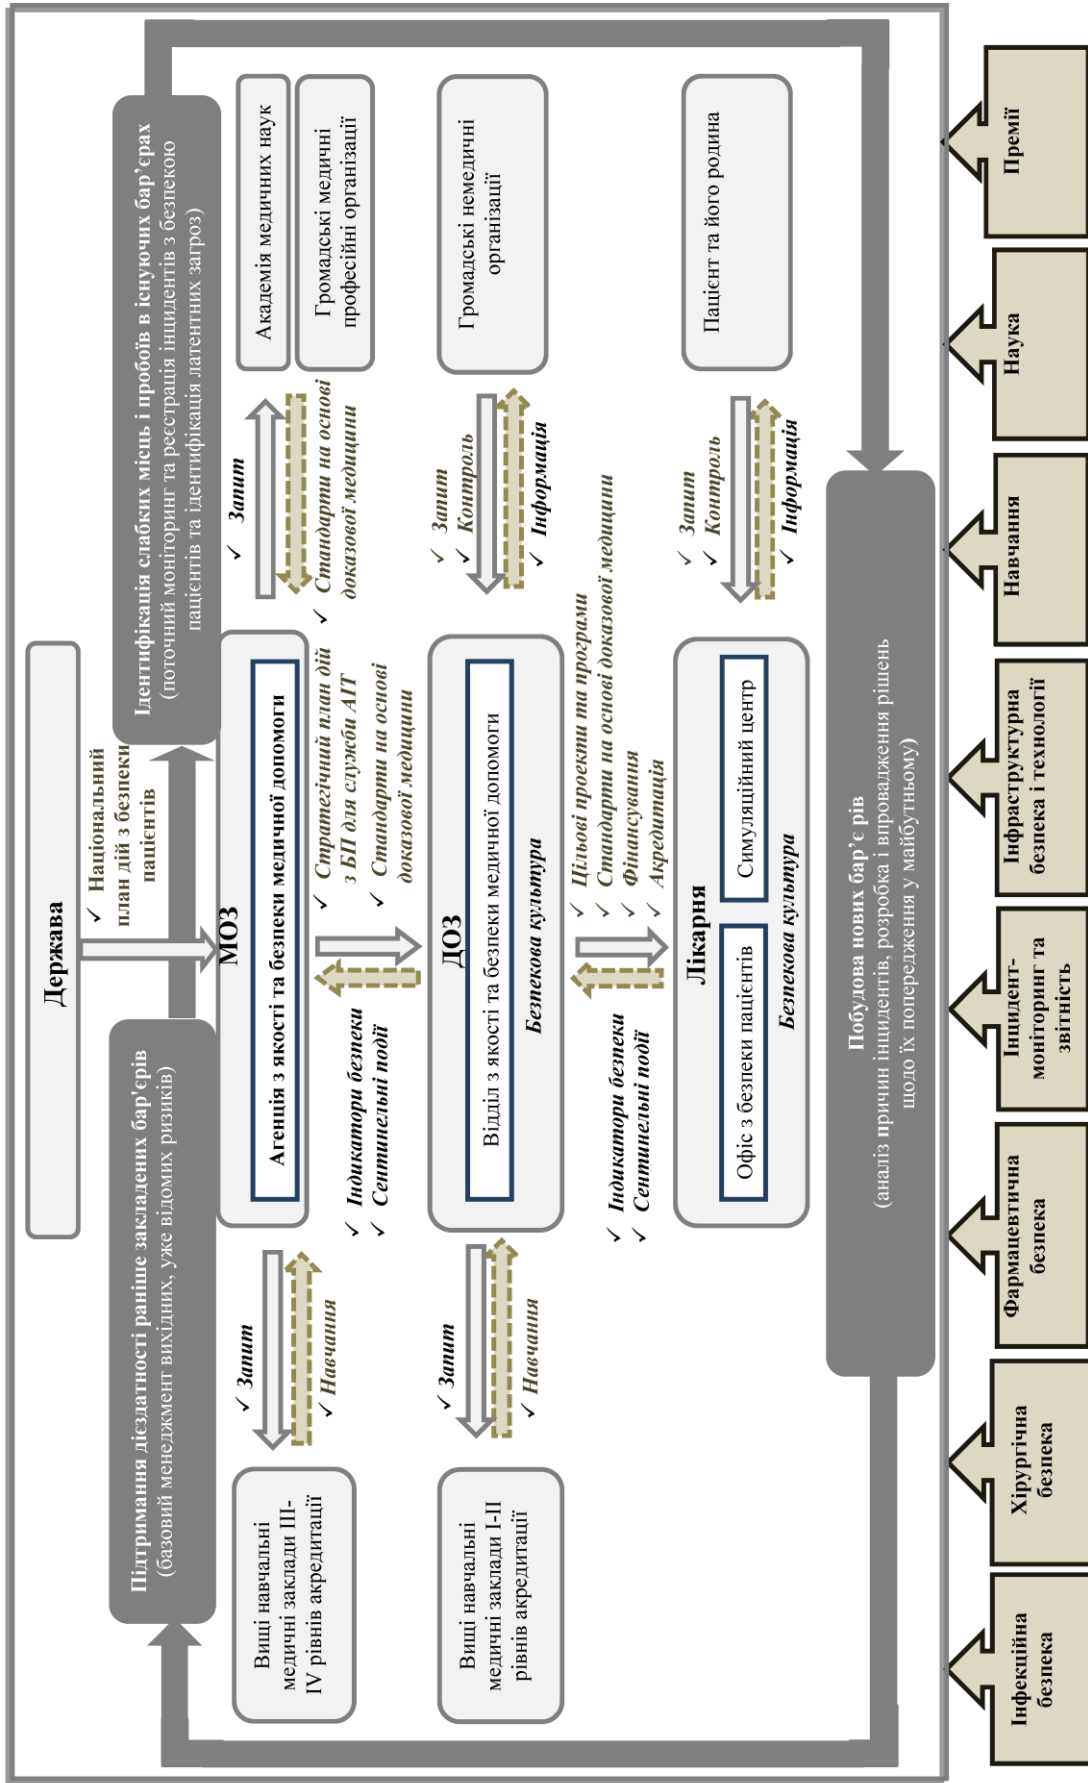 Держава
✓ Національний
план дій з безпеки
пацієнтів
Підтримання дієздатності раніше закладених бар'єрів
(базовий менеджмент вихідних, уже відомих ризиків)
Ідентифікація слабких місць і пробоїв в існуючих бар’єрах
(поточний моніторинг та реєстрація інцидентів з безпекою
пацієнтів та ідентифікація латентних загроз)
Вищі навчальні
медичні заклади III-
IV рівнів акредитації
✓ Запит
✓ Навчання
МОЗ
Агенція з якості та безпеки медичної допомоги
✓ Запит
✓ Стандарти на основі
доказової медицини
Академія медичних наук
Громадські медичні
професійні організації
✓ Індикатори безпеки
✓ Сентинельні події
✓ Стратегічний план дій
з БП для служби АІТ
✓ Стандарти на основі
доказової медицини
Вищі навчальні
медичні заклади I-II
рівнів акредитації
✓ Запит
✓ Навчання
ДОЗ
Відділ з якості та безпеки медичної допомоги
Безпекова культура
✓ Запит
✓ Контроль
✓ Інформація
Громадські немедичні
організації
✓ Індикатори безпеки
✓ Сентинельні події
✓ Цільові проекти та програми
✓ Стандарти на основі доказової медицини
✓ Фінансування
✓ Акредитація
Лікарня
Офіс з безпеки пацієнтів
Симуляційний центр
Безпекова культура
✓ Запит
✓ Контроль
✓ Інформація
Пацієнт та його родина
Побудова нових бар’є рів
(аналіз причин інцидентів, розробка і впровадження рішень
щодо їх попередження у майбутньому)
Інфекційна
безпека
Хірургічна
безпека
Фармацевтична
безпека
Інцидент-
моніторинг та
звітність
Інфраструктурна
безпека і технології
Навчання
Наука
Премії